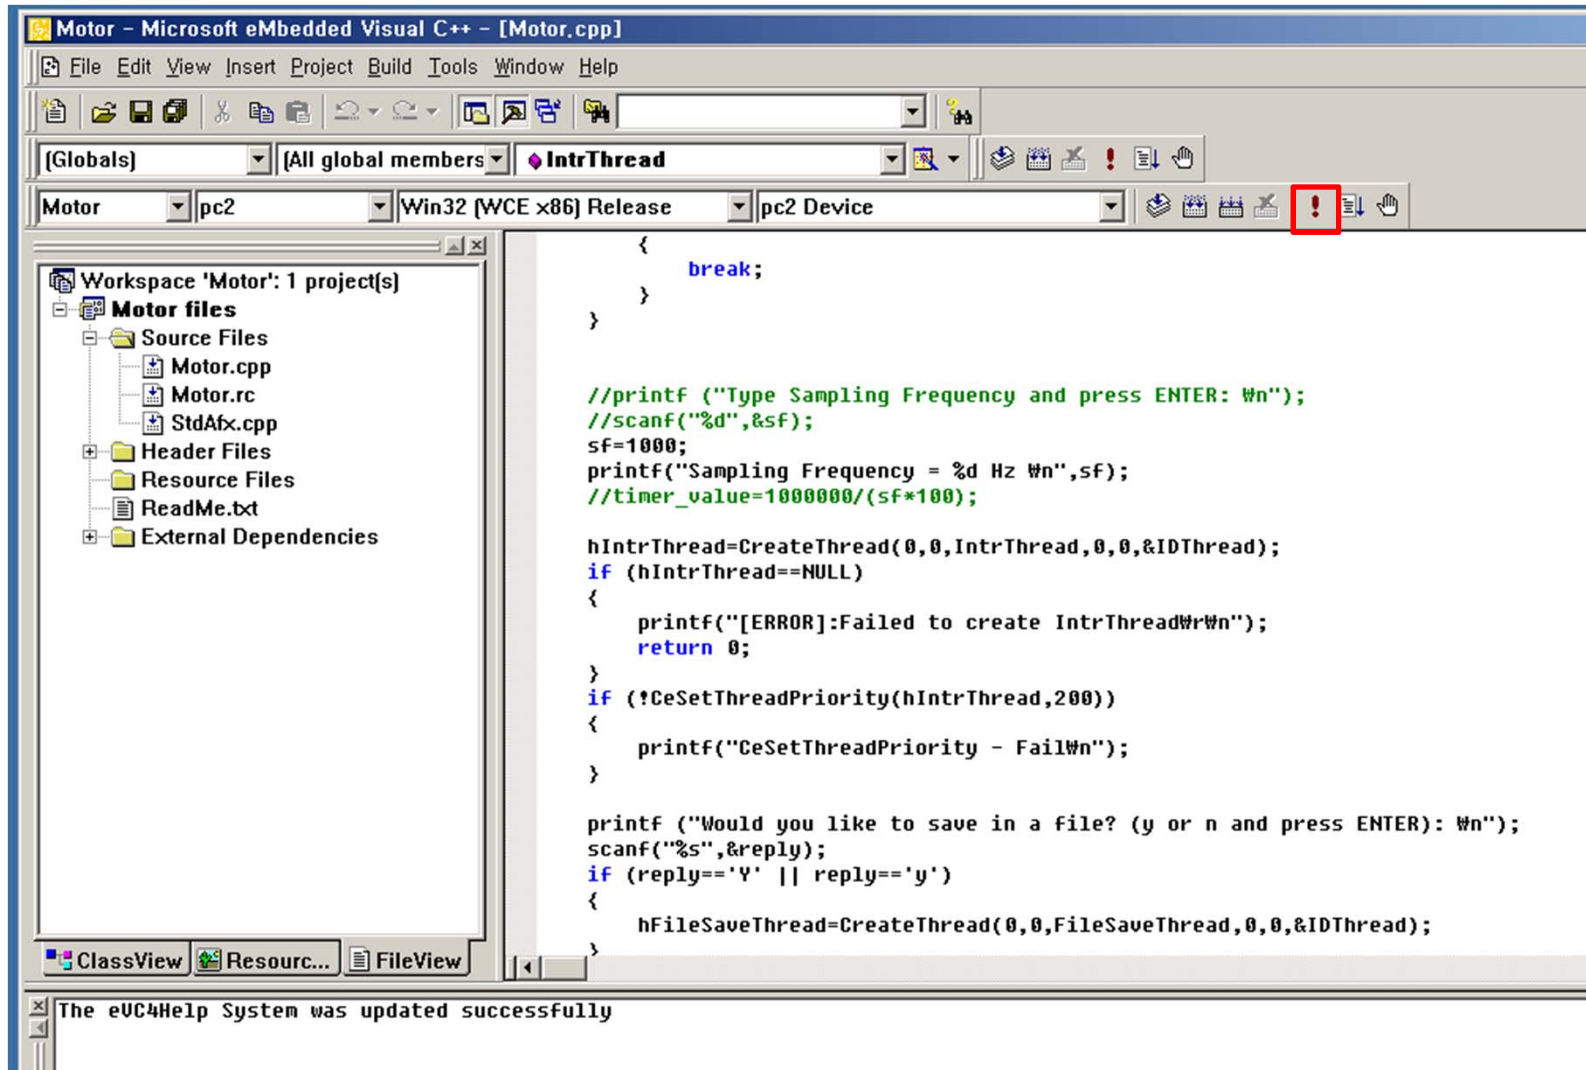 Motor - Microsoft eMbedded Visual C++ - [Motor.cpp]
File Edit View Insert Project Build Tools Window Help
(Globals) (All global members IntrThread
Motor pc2 Win32 (WCE x86) Release pc2 Device
Workspace 'Motor': 1 project(s)
Motor files
Source Files
Motor.cpp
Motor.rc
StdAfx.cpp
Header Files
Resource Files
ReadMe.txt
External Dependencies
ClassView Resourc... FileView
{
break;
}
}
//printf ("Type Sampling Frequency and press ENTER: ₩n");
//scanf("%d",&sf);
sf=1000;
printf("Sampling Frequency = %d Hz ₩n",sf);
//timer_value=1000000/(sf*100);
hIntrThread=CreateThread(0,0,IntrThread,0,0,&IDThread);
if (hIntrThread==NULL)
{
printf("[ERROR]:Failed to create IntrThread₩r₩n");
return 0;
}
if (!CeSetThreadPriority(hIntrThread,200))
{
printf("CeSetThreadPriority - Fail₩n");
}
printf ("Would you like to save in a file? (y or n and press ENTER): ₩n");
scanf("%s",&reply);
if (reply=='Y' || reply=='y')
{
hFileSaveThread=CreateThread(0,0,FileSaveThread,0,0,&IDThread);
}
The eVC4Help System was updated successfully